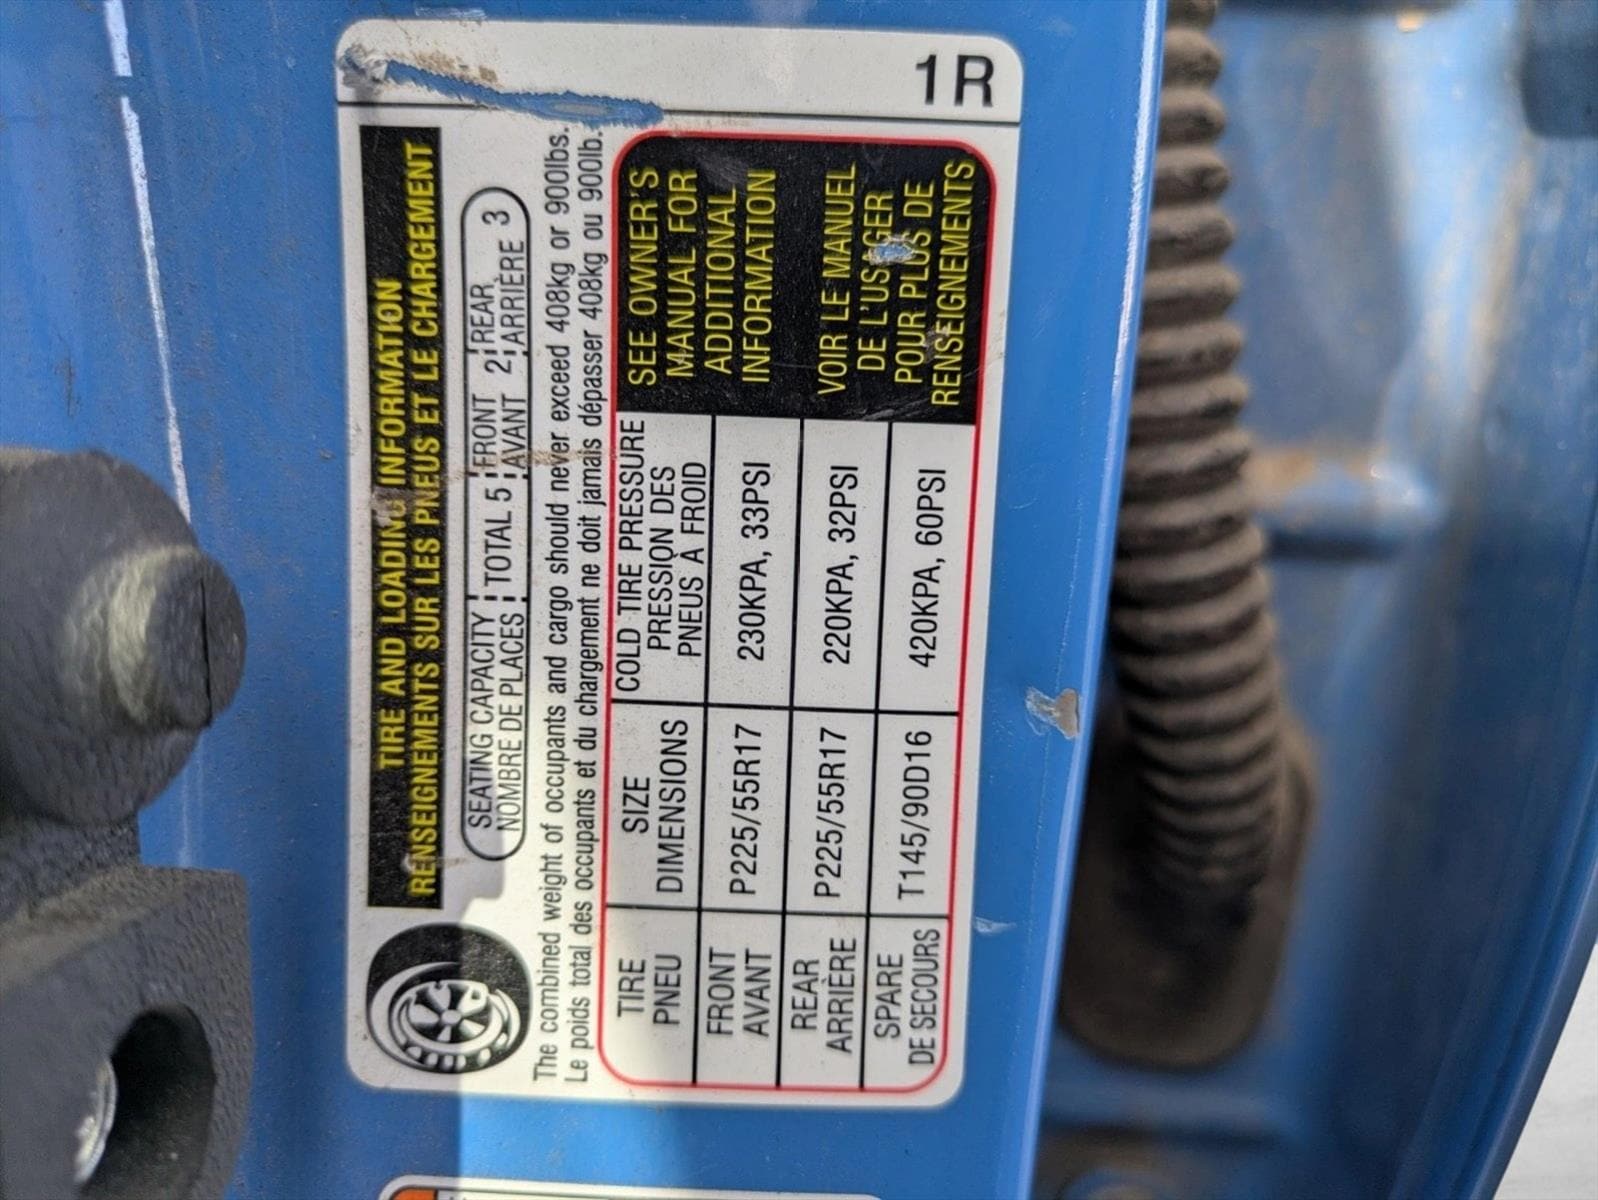 1R
TIRE AND LOADING INFORMATION
RENSEIGNEMENTS SUR LES PNEUS ET LE CHARGEMENT
SEATING CAPACITY TOTAL 5 FRONT 2 REAR 3
NOMBRE DE PLACES AVANT 2 ARRIÈRE
The combined weight of occupants and cargo should never exceed 408kg or 900lbs.
Le poids total des occupants et du chargement ne doit jamais dépasser 408kg ou 900lb.
TIRE SIZE COLD TIRE PRESSURE
PNEU DIMENSIONS PRESSION DES
PNEUS À FROID
FRONT P225/55R17 230KPA, 33PSI
AVANT
REAR P225/55R17 220KPA, 32PSI
ARRIÈRE
SPARE T145/90D16 420KPA, 60PSI
DE SECOURS
SEE OWNER'S
MANUAL FOR
ADDITIONAL
INFORMATION
VOIR LE MANUEL
DE L'USAGER
POUR PLUS DE
RENSEIGNEMENTS